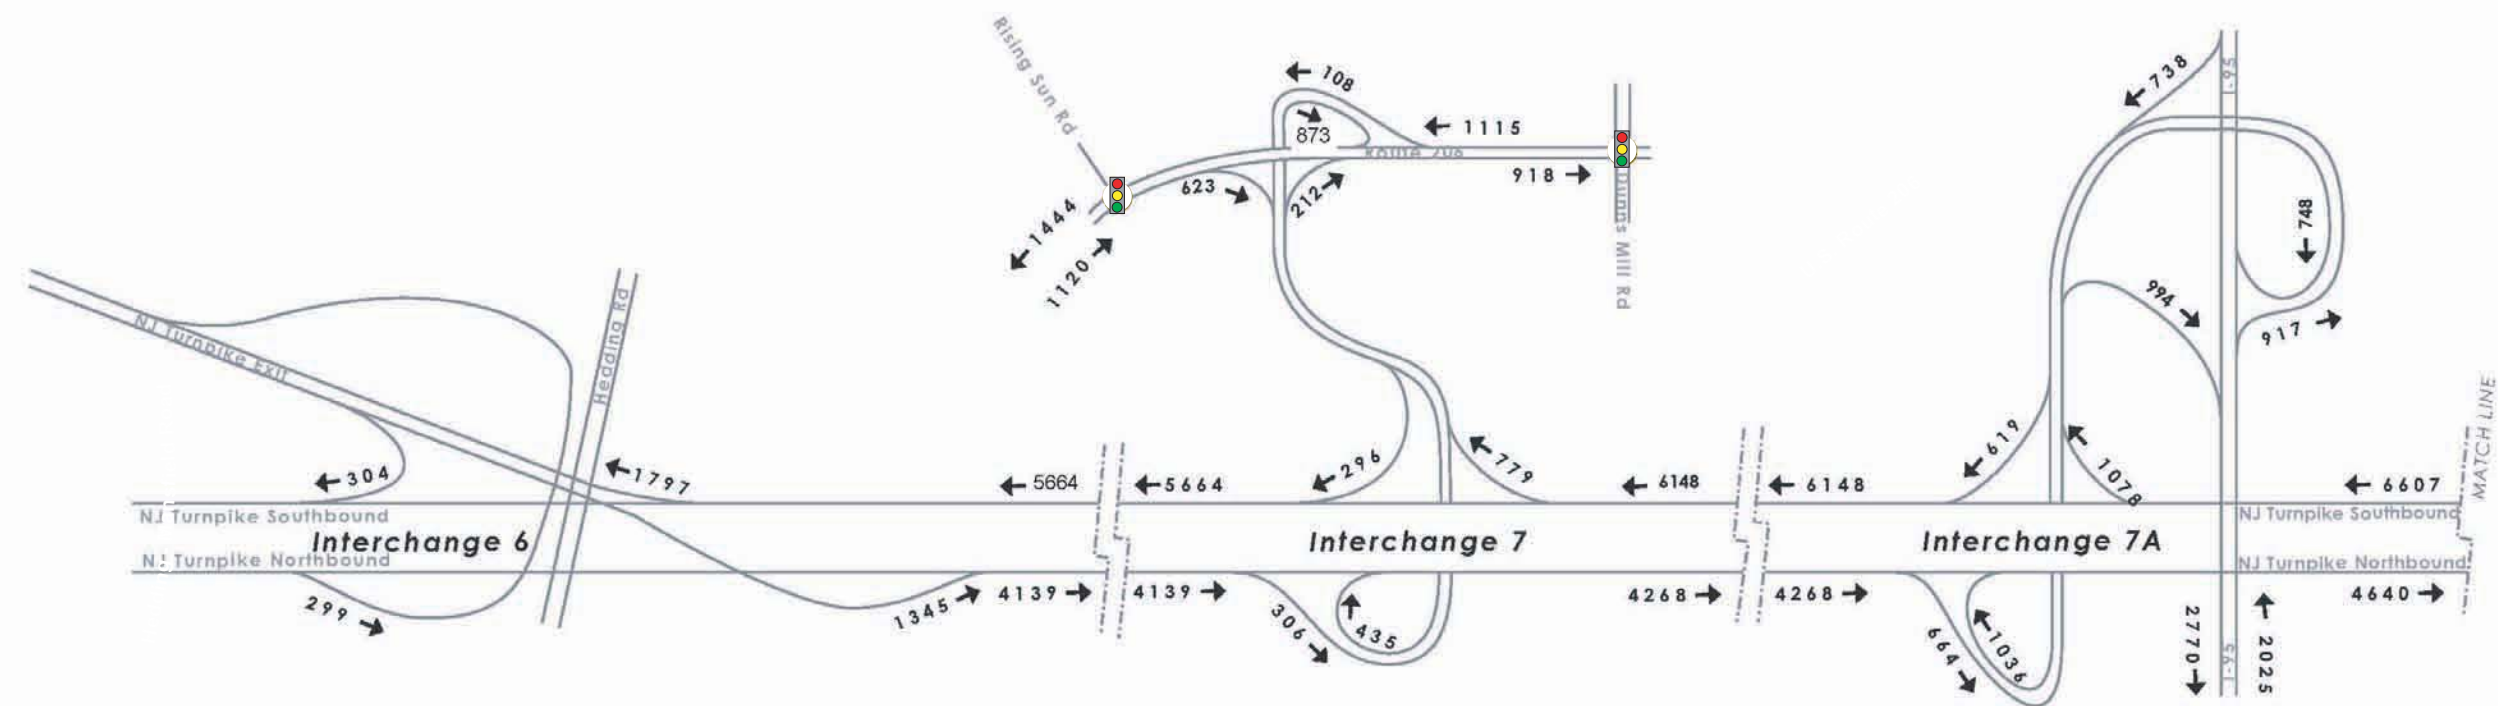 Rising Sun Rd
108
873
1115
Route 206
918
623
212
1444
1120
Mill Rd
738
I-95
748
994
917
MATCH LINE
NJ Turnpike Exit
Hedding Rd
304
1797
5664
5664
296
779
6148
6148
619
1078
6607
NJ Turnpike Southbound
NJ Turnpike Southbound
Interchange 6
Interchange 7
Interchange 7A
NJ Turnpike Northbound
NJ Turnpike Northbound
299
1345
4139
4139
306
435
4268
4268
664
1036
2770
I-95
2025
4640